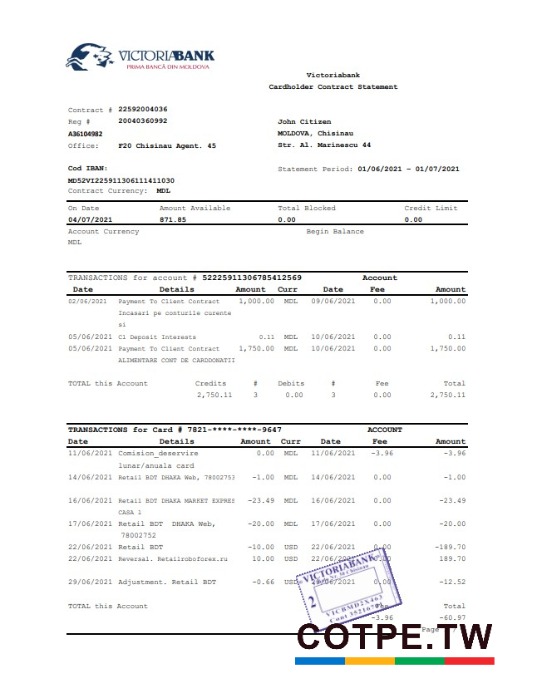 VICTORIABANK
PRIMA BANCĂ DIN MOLDOVA
Victoriabank
Cardholder Contract Statement
Contract # 22592004036
Reg # 20040360992
A36104982
Office: F20 Chisinau Agent. 45
John Citizen
MOLDOVA, Chisinau
Str. Al. Marinescu 44
Cod IBAN:
MD52VI225911306111411030
Contract Currency: MDL
Statement Period: 01/06/2021 – 01/07/2021
On Date Amount Available Total Blocked Credit Limit
04/07/2021 871.85 0.00 0.00
Account Currency Begin Balance
MDL
TRANSACTIONS for account # 52225911306785412569 Account
Date Details Amount Curr Date Fee Amount
02/06/2021 Payment To Client Contract 1,000.00 MDL 09/06/2021 0.00 1,000.00
Incasari pe conturile curente
si
05/06/2021 Ci Deposit Interests 0.11 MDL 10/06/2021 0.00 0.11
05/06/2021 Payment To Client Contract 1,750.00 MDL 10/06/2021 0.00 1,750.00
ALIMENTARE CONT DE CARDDONATII
TOTAL this Account Credits # Debits # Fee Total
2,750.11 3 0.00 3 0.00 2,750.11
TRANSACTIONS for Card # 7821-****-****-9647 ACCOUNT
Date Details Amount Curr Date Fee Amount
11/06/2021 Comision_deservire 0.00 MDL 11/06/2021 -3.96 -3.96
lunar/anuala card
14/06/2021 Retail BDT DHAKA Web, 78002753 -1.00 MDL 14/06/2021 0.00 -1.00
16/06/2021 Retail BDT DHAKA MARKET EXPRES -23.49 MDL 16/06/2021 0.00 -23.49
CASA 1
17/06/2021 Retail BDT DHAKA Web, -20.00 MDL 17/06/2021 0.00 -20.00
78002752
22/06/2021 Retail BDT -10.00 USD 22/06/2021 0.00 -189.70
22/06/2021 Reversal. Retailroboforex.ru 10.00 USD 22/06/2021 0.00 189.70
29/06/2021 Adjustment. Retail BDT -0.66 USD 0.00 -12.52
TOTAL this Account Total
-3.96 -60.97
VICTORIABANK
2
Page
COTPE.TW